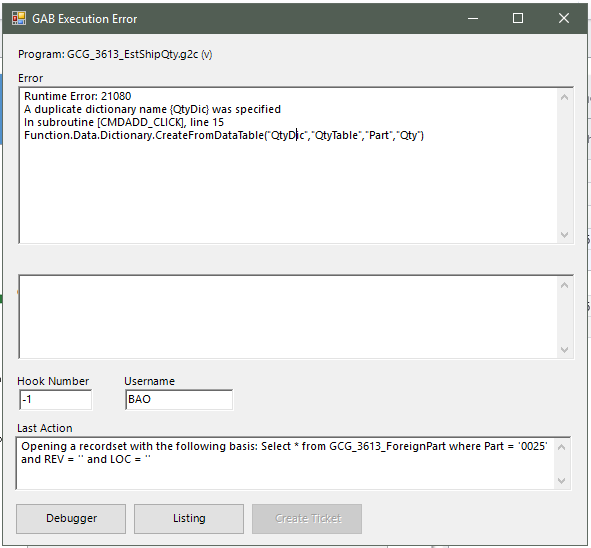 GAB Execution Error
Program: GCG_3613_EstShipQty.g2c (v)
Error
Runtime Error: 21080
A duplicate dictionary name {QtyDic} was specified
In subroutine [CMDADD_CLICK], line 15
Function.Data.Dictionary.CreateFromDataTable("QtyDic","QtyTable","Part","Qty")
Hook Number
Username
-1
BAO
Last Action
Opening a recordset with the following basis: Select * from GCG_3613_ForeignPart where Part = '0025'
and REV = '' and LOC = ''
Debugger
Listing
Create Ticket